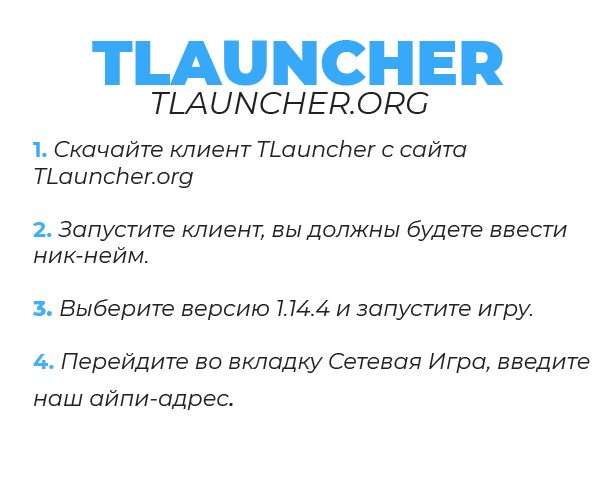 TLAUNCHER
TLAUNCHER.ORG
1. Скачайте клиент TLauncher с сайта
TLauncher.org
2. Запустите клиент, вы должны будете ввести
ник-нейм.
3. Выберите версию 1.14.4 и запустите игру.
4. Перейдите во вкладку Сетевая Игра, введите
наш айпи-адрес.